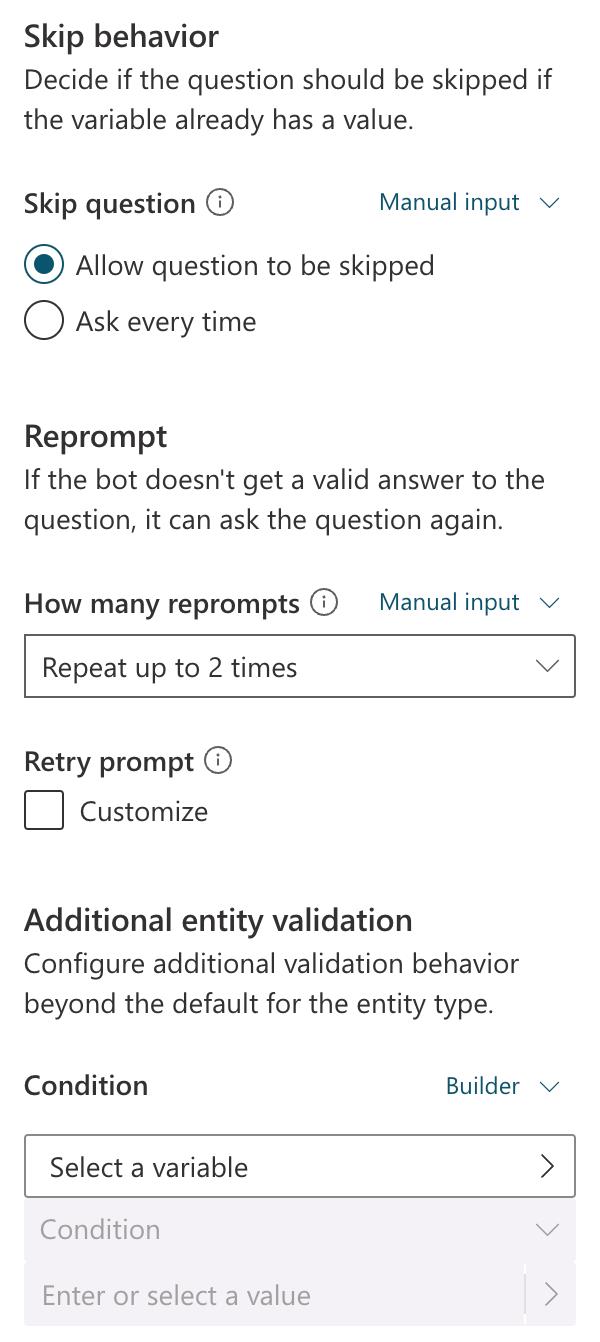 Skip behavior
Decide if the question should be skipped if
the variable already has a value.
Skip question Manual input
Allow question to be skipped
Ask every time
Reprompt
If the bot doesn't get a valid answer to the
question, it can ask the question again.
How many reprompts Manual input
Repeat up to 2 times
Retry prompt
Customize
Additional entity validation
Configure additional validation behavior
beyond the default for the entity type.
Condition Builder
Select a variable
Condition
Enter or select a value